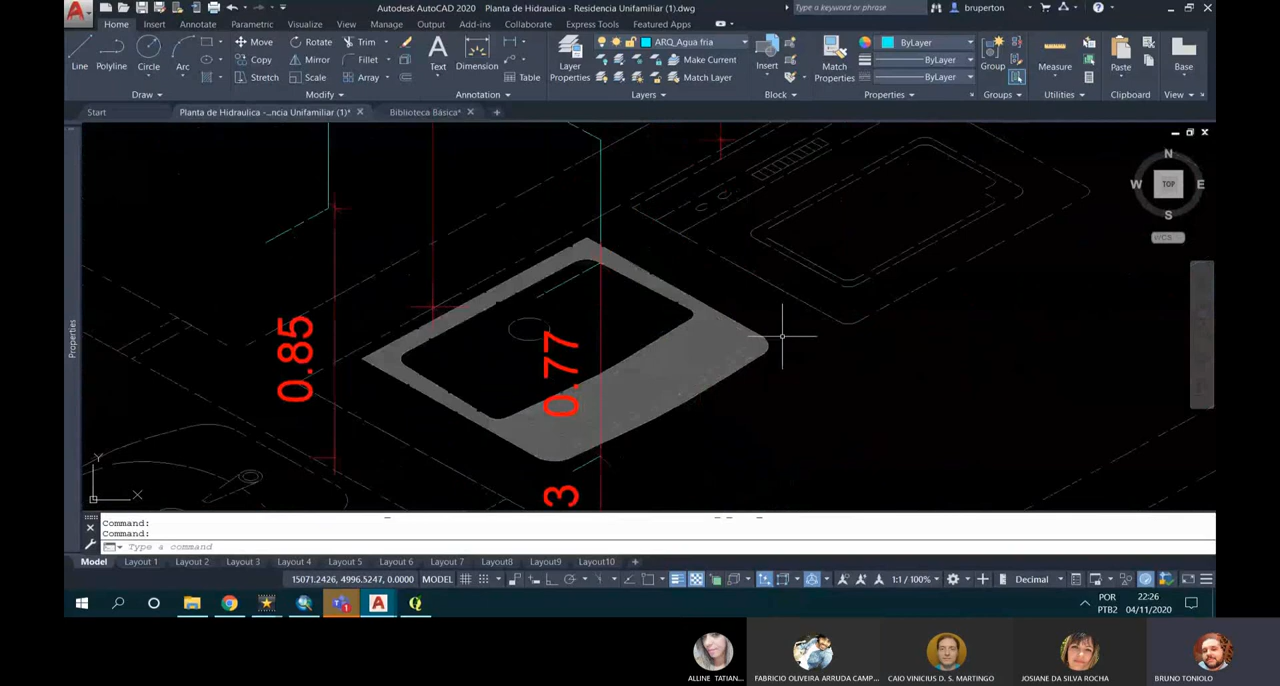 Autodesk AutoCAD 2020 Planta de Hidraulica - Residencia Unifamiliar (1).dwg
Type a keyword or phrase
bruperton
Home Insert Annotate Parametric Visualize View Manage Output Add-ins Collaborate Express Tools Featured Apps
Line Polyline Circle Arc
Move Rotate Trim
Copy Mirror Fillet
Stretch Scale Array
Text Dimension Table
Layer Properties
ARQ_Agua fria
Make Current
Match Layer
Insert
Match Properties
ByLayer
ByLayer
ByLayer
Group
Measure
Paste
Base
Draw Modify Annotation Layers Block Properties Groups Utilities Clipboard View
Start Planta de Hidraulica -...ncia Unifamiliar (1)* Biblioteca Básica*
N
W TOP E
S
WCS
Properties
0.85
0.77
3
Y
X
Command:
Command:
Type a command
Model Layout 1 Layout 2 Layout 3 Layout 4 Layout 5 Layout 6 Layout 7 Layout8 Layout9 Layout10
15071.2426, 4996.5247, 0.0000 MODEL 1:1 / 100% Decimal
POR 22:26
PTB2 04/11/2020
ALLINE TATIAN... FABRICIO OLIVEIRA ARRUDA CAMP... CAIO VINICIUS D. S. MARTINGO JOSIANE DA SILVA ROCHA BRUNO TONIOLO